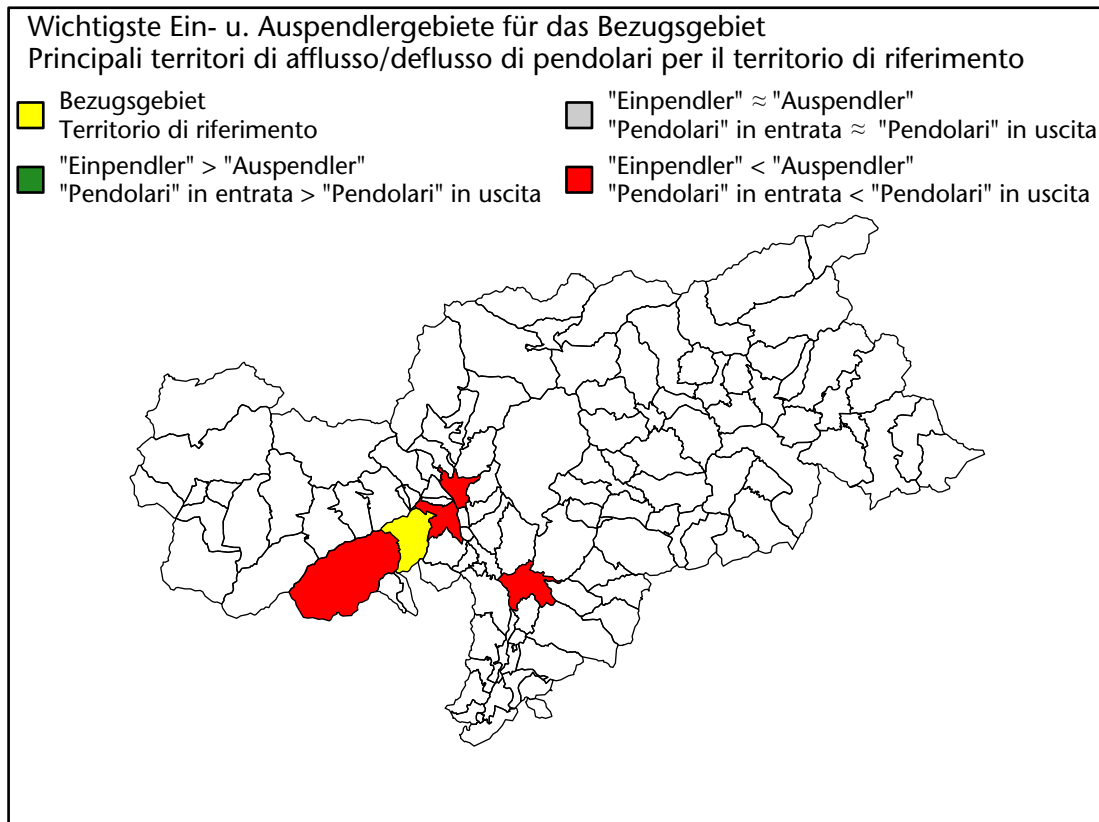 Wichtigste Ein- u. Auspendlergebiete für das Bezugsgebiet
Principali territori di afflusso/deflusso di pendolari per il territorio di riferimento
Bezugsgebiet
Territorio di riferimento
"Einpendler" > "Auspendler"
"Pendolari" in entrata > "Pendolari" in uscita
"Einpendler" ≈ "Auspendler"
"Pendolari" in entrata ≈ "Pendolari" in uscita
"Einpendler" < "Auspendler"
"Pendolari" in entrata < "Pendolari" in uscita